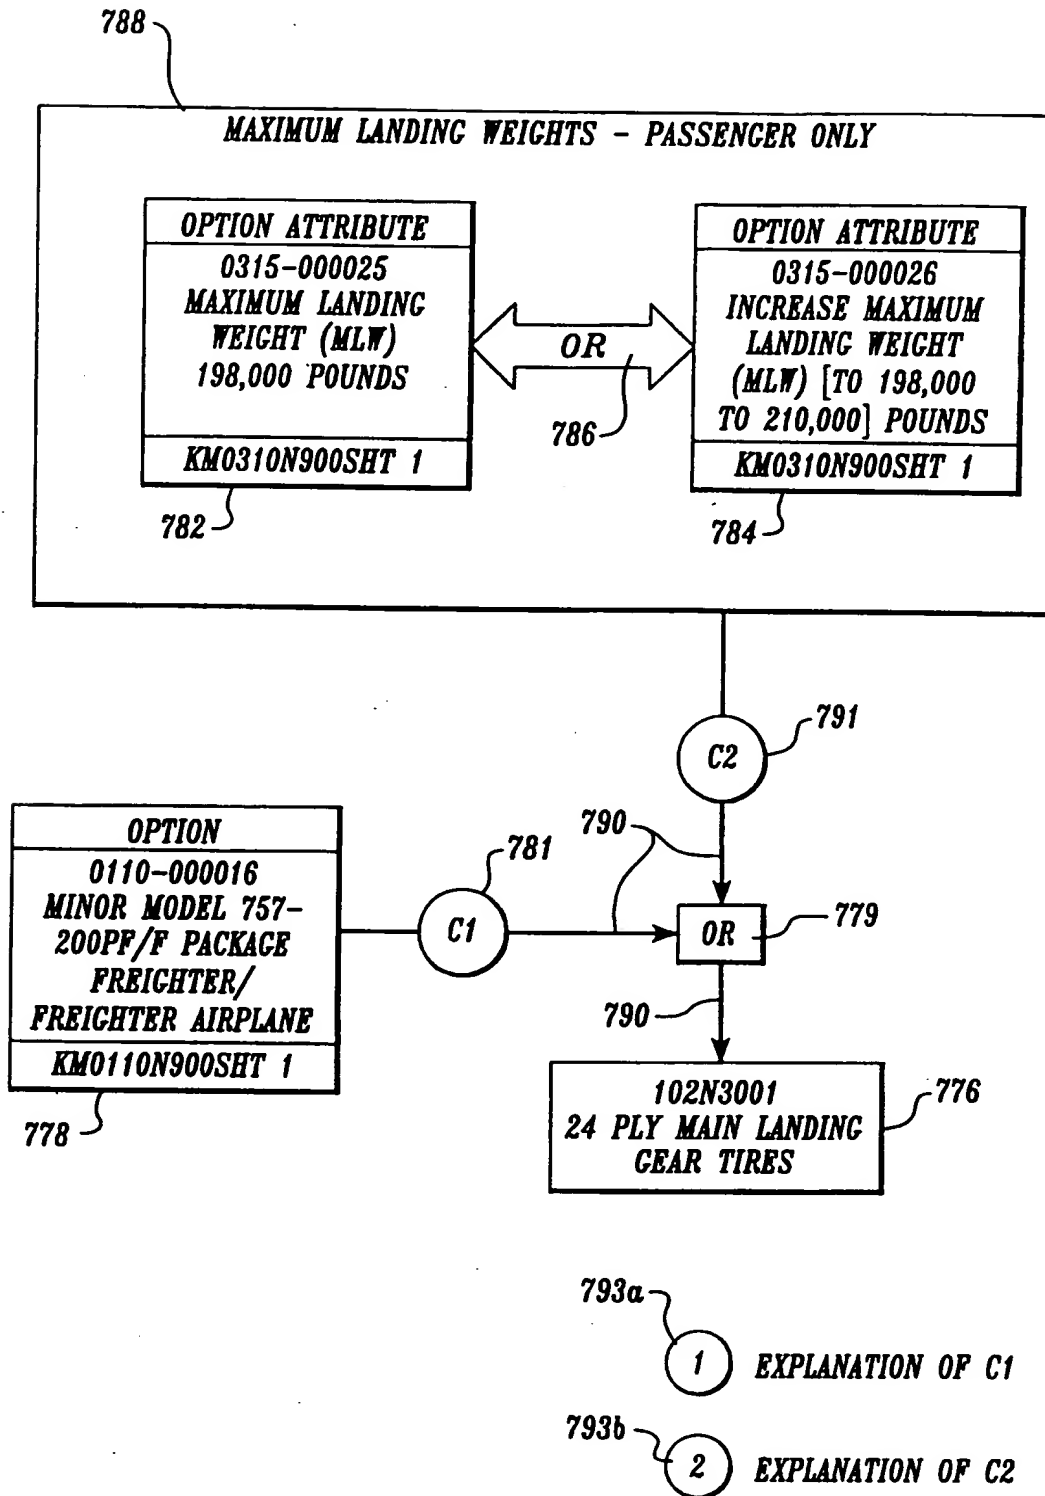 788
MAXIMUM LANDING WEIGHTS - PASSENGER ONLY
OPTION ATTRIBUTE
0315-000025
MAXIMUM LANDING
WEIGHT (MLW)
198,000 POUNDS
KM0310N900SHT 1
782
OR
786
OPTION ATTRIBUTE
0315-000026
INCREASE MAXIMUM
LANDING WEIGHT
(MLW) [TO 198,000
TO 210,000] POUNDS
KM0310N900SHT 1
784
C2
791
OPTION
0110-000016
MINOR MODEL 757-
200PF/F PACKAGE
FREIGHTER/
FREIGHTER AIRPLANE
KM0110N900SHT 1
778
C1
781
790
OR
779
790
102N3001
24 PLY MAIN LANDING
GEAR TIRES
776
793a
1 EXPLANATION OF C1
793b
2 EXPLANATION OF C2